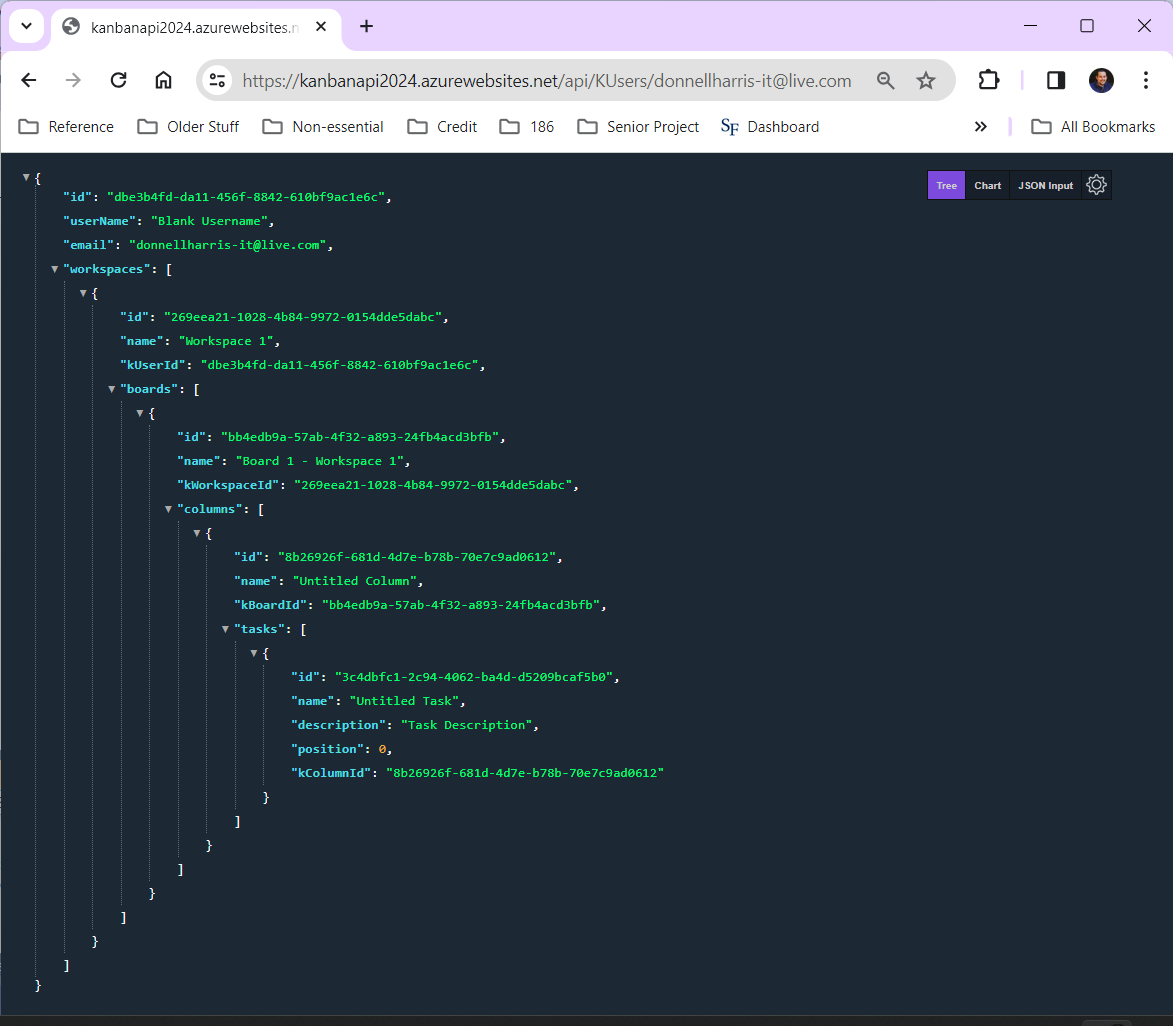 kanbanapi2024.azurewebsites.n
https://kanbanapi2024.azurewebsites.net/api/KUsers/donnellharris-it@live.com
Reference Older Stuff Non-essential Credit 186 Senior Project SF Dashboard All Bookmarks
Tree Chart JSON Input
{
"id": "dbe3b4fd-da11-456f-8842-610bf9ac1e6c",
"userName": "Blank Username",
"email": "donnellharris-it@live.com",
"workspaces": [
{
"id": "269eea21-1028-4b84-9972-0154dde5dabc",
"name": "Workspace 1",
"kUserId": "dbe3b4fd-da11-456f-8842-610bf9ac1e6c",
"boards": [
{
"id": "bb4edb9a-57ab-4f32-a893-24fb4acd3bfb",
"name": "Board 1 - Workspace 1",
"kWorkspaceId": "269eea21-1028-4b84-9972-0154dde5dabc",
"columns": [
{
"id": "8b26926f-681d-4d7e-b78b-70e7c9ad0612",
"name": "Untitled Column",
"kBoardId": "bb4edb9a-57ab-4f32-a893-24fb4acd3bfb",
"tasks": [
{
"id": "3c4dbfc1-2c94-4062-ba4d-d5209bcaf5b0",
"name": "Untitled Task",
"description": "Task Description",
"position": 0,
"kColumnId": "8b26926f-681d-4d7e-b78b-70e7c9ad0612"
}
]
}
]
}
]
}
]
}